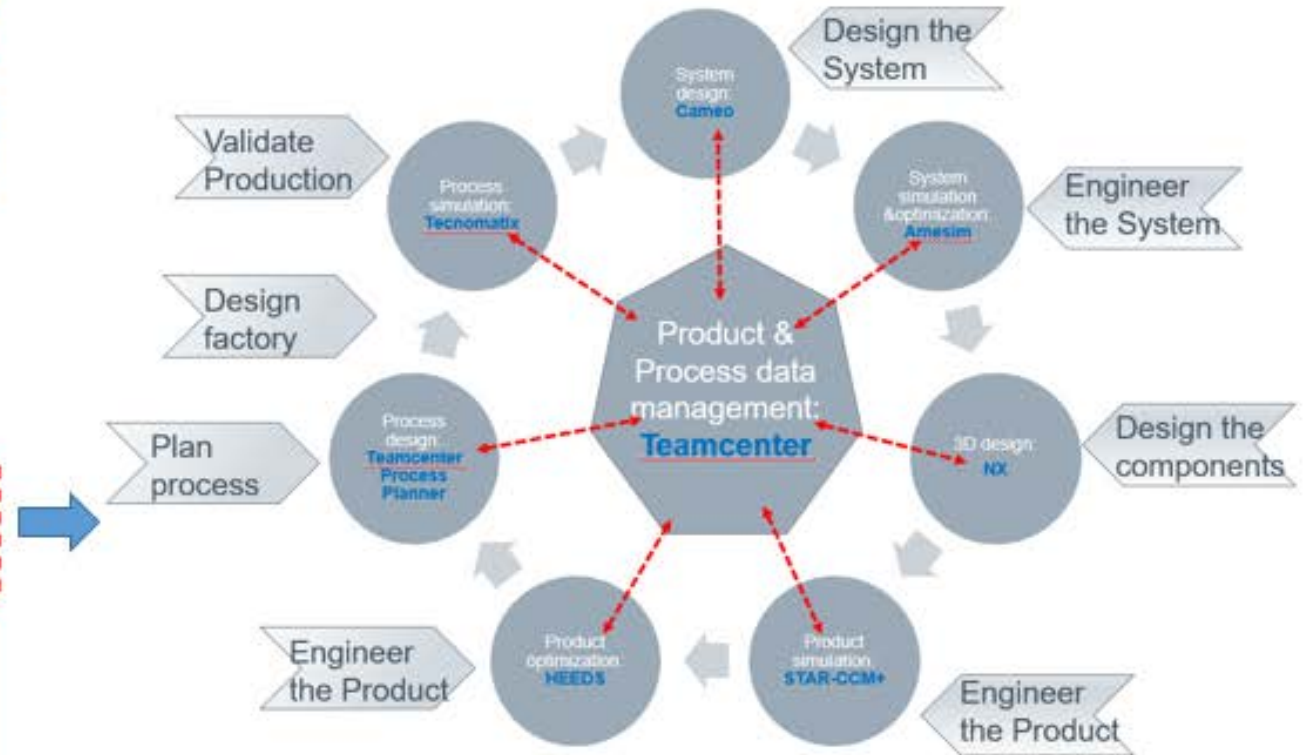 Design the
System
System
design:
Cameo
Validate
Production
Process
simulation:
Tecnomatix
System
simulation
&optimization:
Amesim
Engineer
the System
Design
factory
Product &
Process data
management:
Teamcenter
Plan
process
Process
design:
Teamcenter
Process
Planner
3D design:
NX
Design the
components
Engineer
the Product
Product
optimization:
HEEDS
Product
simulation:
STAR-CCM+
Engineer
the Product